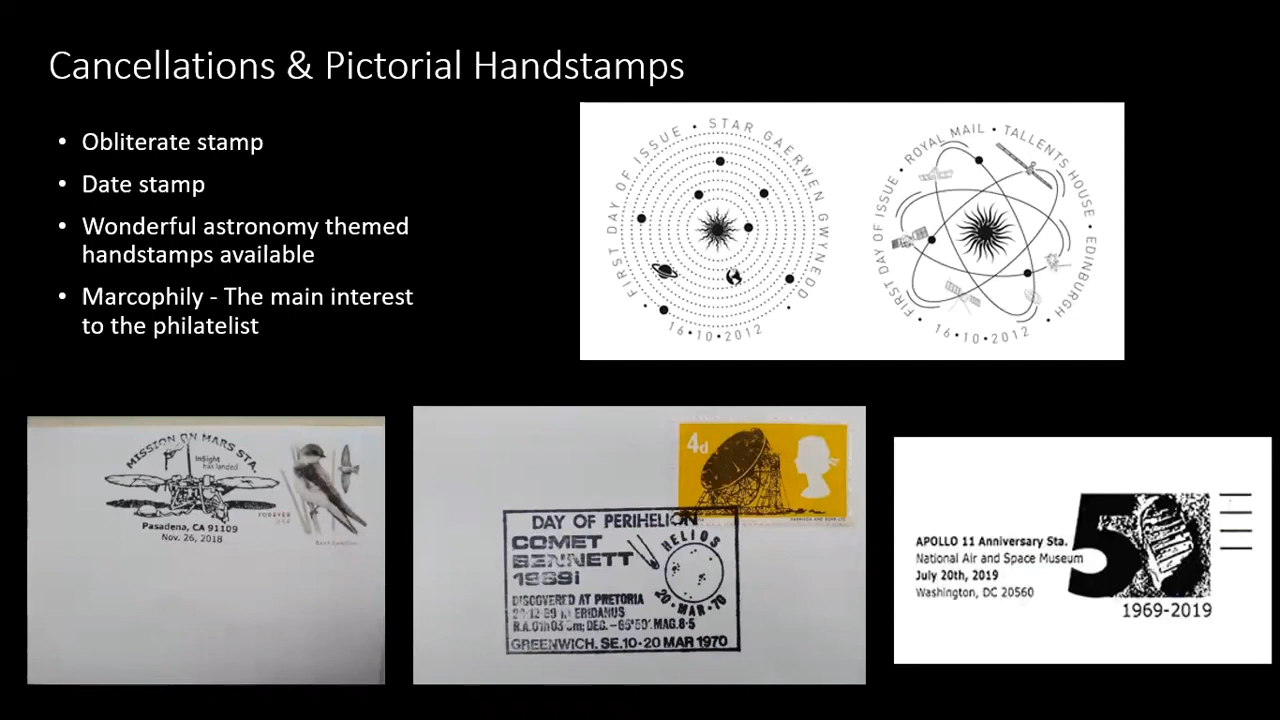 Cancellations & Pictorial Handstamps
• Obliterate stamp
• Date stamp
• Wonderful astronomy themed
handstamps available
• Marcophily - The main interest
to the philatelist
FIRST DAY OF ISSUE • STAR GAERWEN GWYNEDD
16•10•2012
FIRST DAY OF ISSUE • ROYAL MAIL • TALLENTS HOUSE • EDINBURGH
16•10•2012
MISSION ON MARS STA.
InSight
has landed
Pasadena, CA 91109
Nov. 26, 2018
FOREVER
USA
4d
DAY OF PERIHELION
COMET
BENNETT
1969i
HELIOS
20•MAR•70
DISCOVERED AT PRETORIA
ERIDANUS
DEC.-65°50'. MAG.8·5
GREENWICH. SE.10·20 MAR 1970
APOLLO 11 Anniversary Sta.
National Air and Space Museum
July 20th, 2019
Washington, DC 20560
50
1969-2019